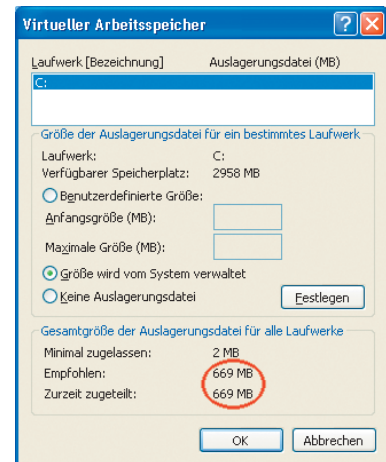 Virtueller Arbeitsspeicher
Laufwerk [Bezeichnung] Auslagerungsdatei (MB)
C:
Größe der Auslagerungsdatei für ein bestimmtes Laufwerk
Laufwerk: C:
Verfügbarer Speicherplatz: 2958 MB
Benutzerdefinierte Größe:
Anfangsgröße (MB):
Maximale Größe (MB):
Größe wird vom System verwaltet
Keine Auslagerungsdatei Festlegen
Gesamtgröße der Auslagerungsdatei für alle Laufwerke
Minimal zugelassen: 2 MB
Empfohlen: 669 MB
Zurzeit zugeteilt: 669 MB
OK Abbrechen